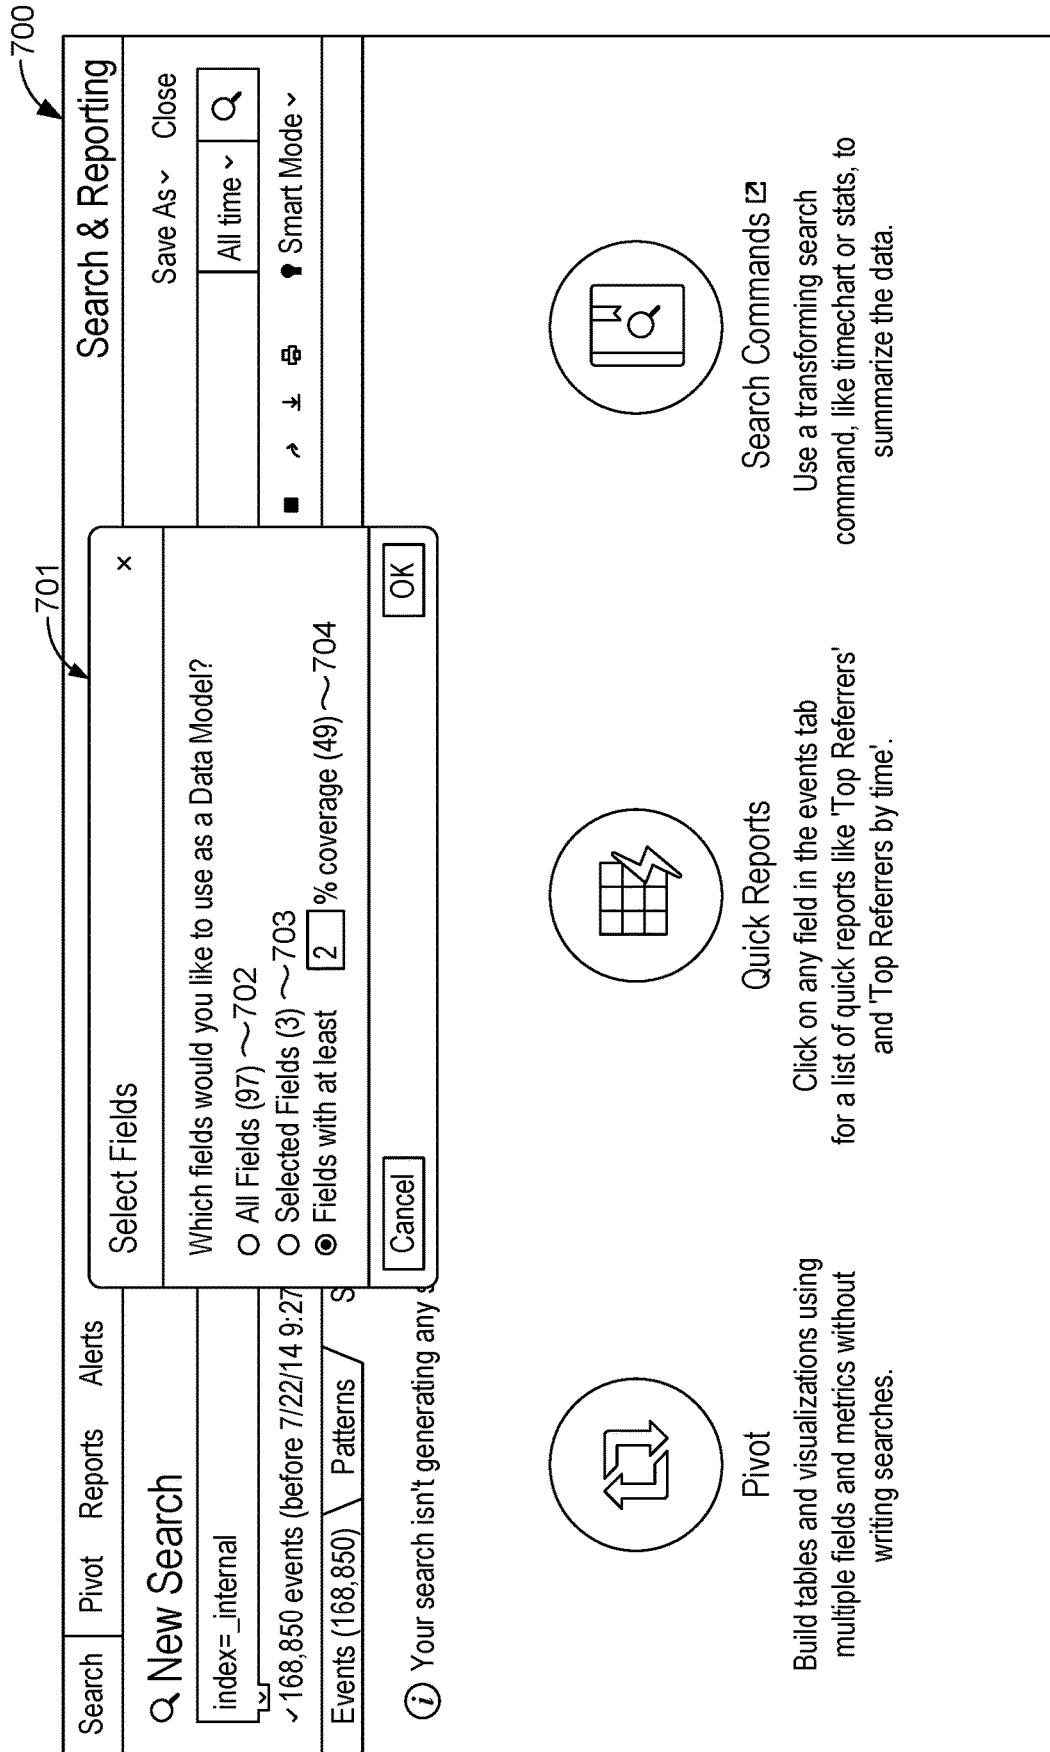 700
Search Pivot Reports Alerts Search & Reporting
701
New Search Save As Close
index=_internal All time
168,850 events (before 7/22/14 9:27 Smart Mode
Events (168,850) Patterns S
Your search isn't generating any s
Select Fields ×
Which fields would you like to use as a Data Model?
All Fields (97) 702
Selected Fields (3) 703
Fields with at least 2 % coverage (49) 704
Cancel OK
Pivot
Build tables and visualizations using
multiple fields and metrics without
writing searches.
Quick Reports
Click on any field in the events tab
for a list of quick reports like 'Top Referrers'
and 'Top Referrers by time'.
Search Commands
Use a transforming search
command, like timechart or stats, to
summarize the data.